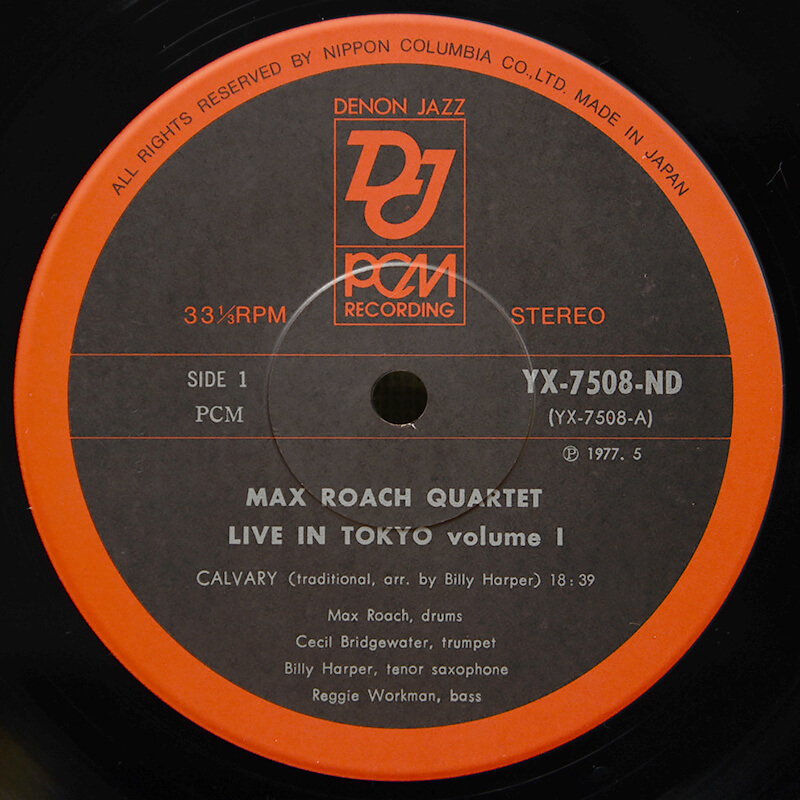 ALL RIGHTS RESERVED BY NIPPON COLUMBIA CO.,LTD. MADE IN JAPAN
DENON JAZZ
DJ
PCM
RECORDING
33⅓RPM
STEREO
SIDE 1
YX-7508-ND
PCM
(YX-7508-A)
Ⓟ 1977. 5
MAX ROACH QUARTET
LIVE IN TOKYO volume I
CALVARY (traditional, arr. by Billy Harper) 18:39
Max Roach, drums
Cecil Bridgewater, trumpet
Billy Harper, tenor saxophone
Reggie Workman, bass